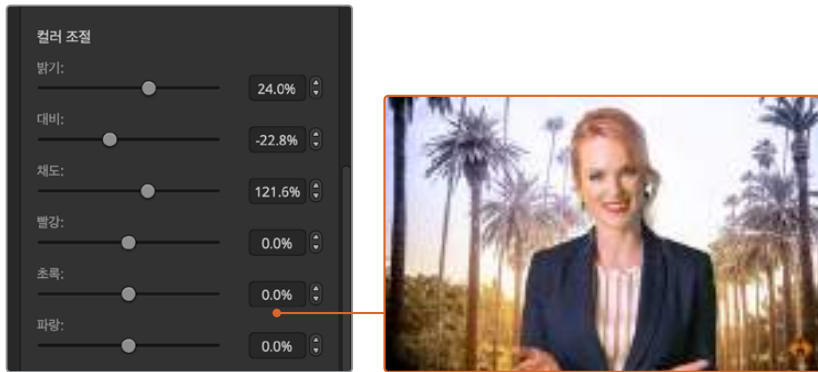 컬러 조절
밝기:
24.0%
대비:
-22.8%
채도:
121.6%
빨강:
0.0%
초록:
0.0%
파랑:
0.0%